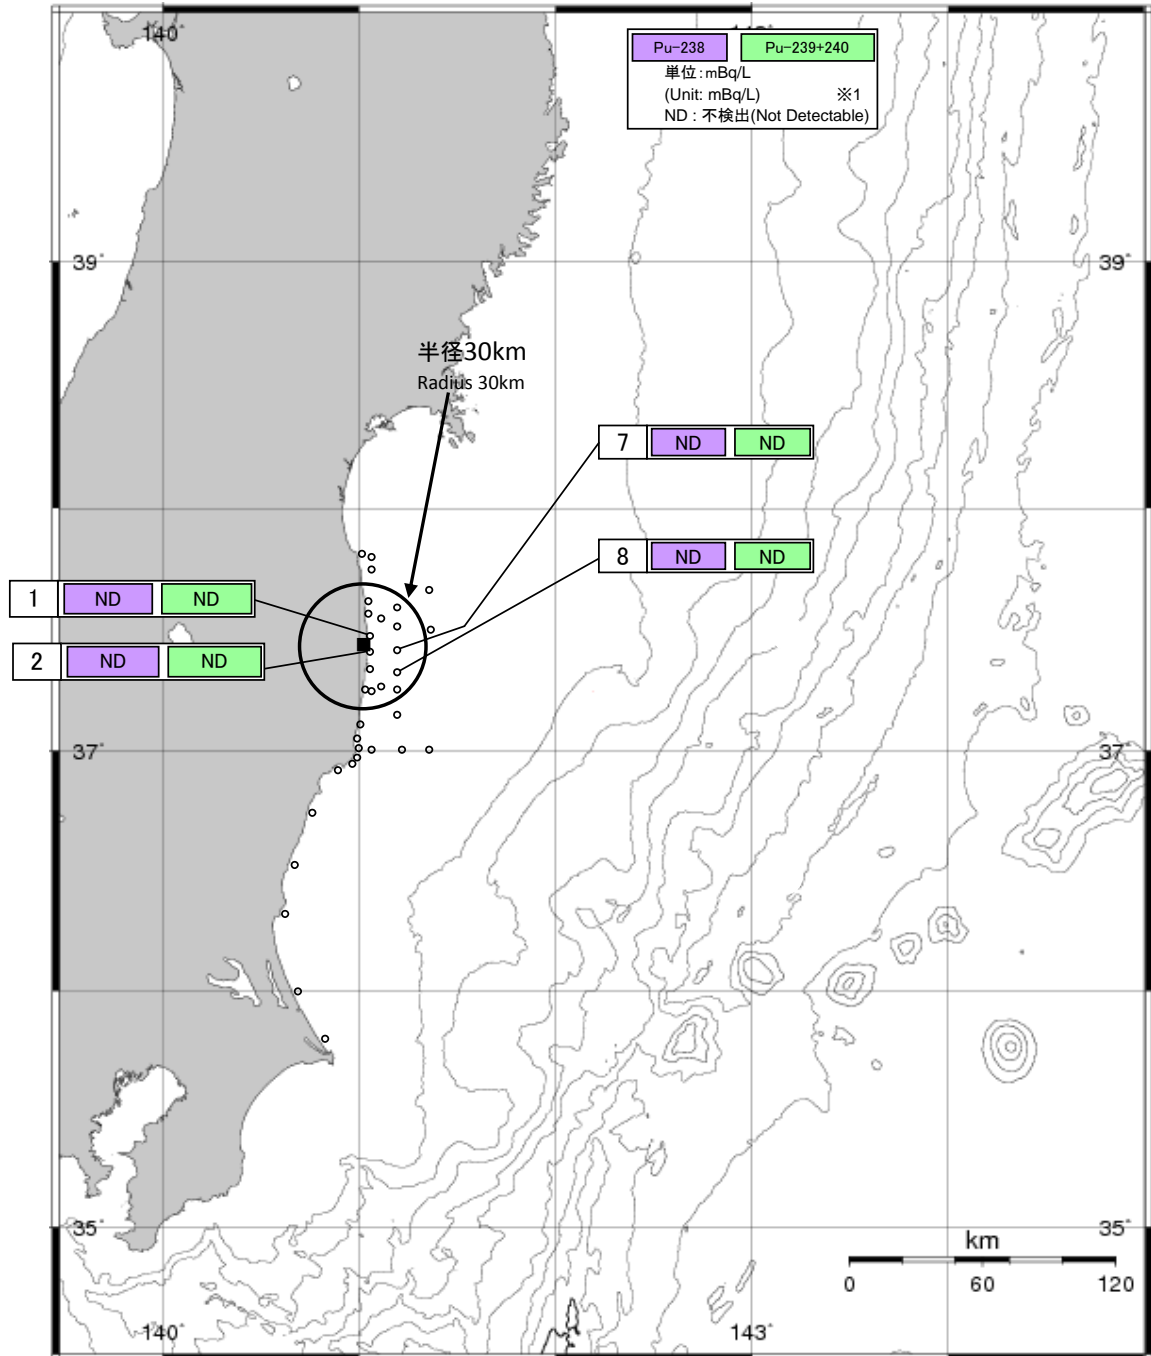 140°
Pu-238 Pu-239+240
単位:mBq/L
(Unit: mBq/L) ※1
ND : 不検出(Not Detectable)
39° 39°
半径30km
Radius 30km
7 ND ND
8 ND ND
1 ND ND
2 ND ND
37° 37°
35° 35°
km
0 60 120
140° 143°